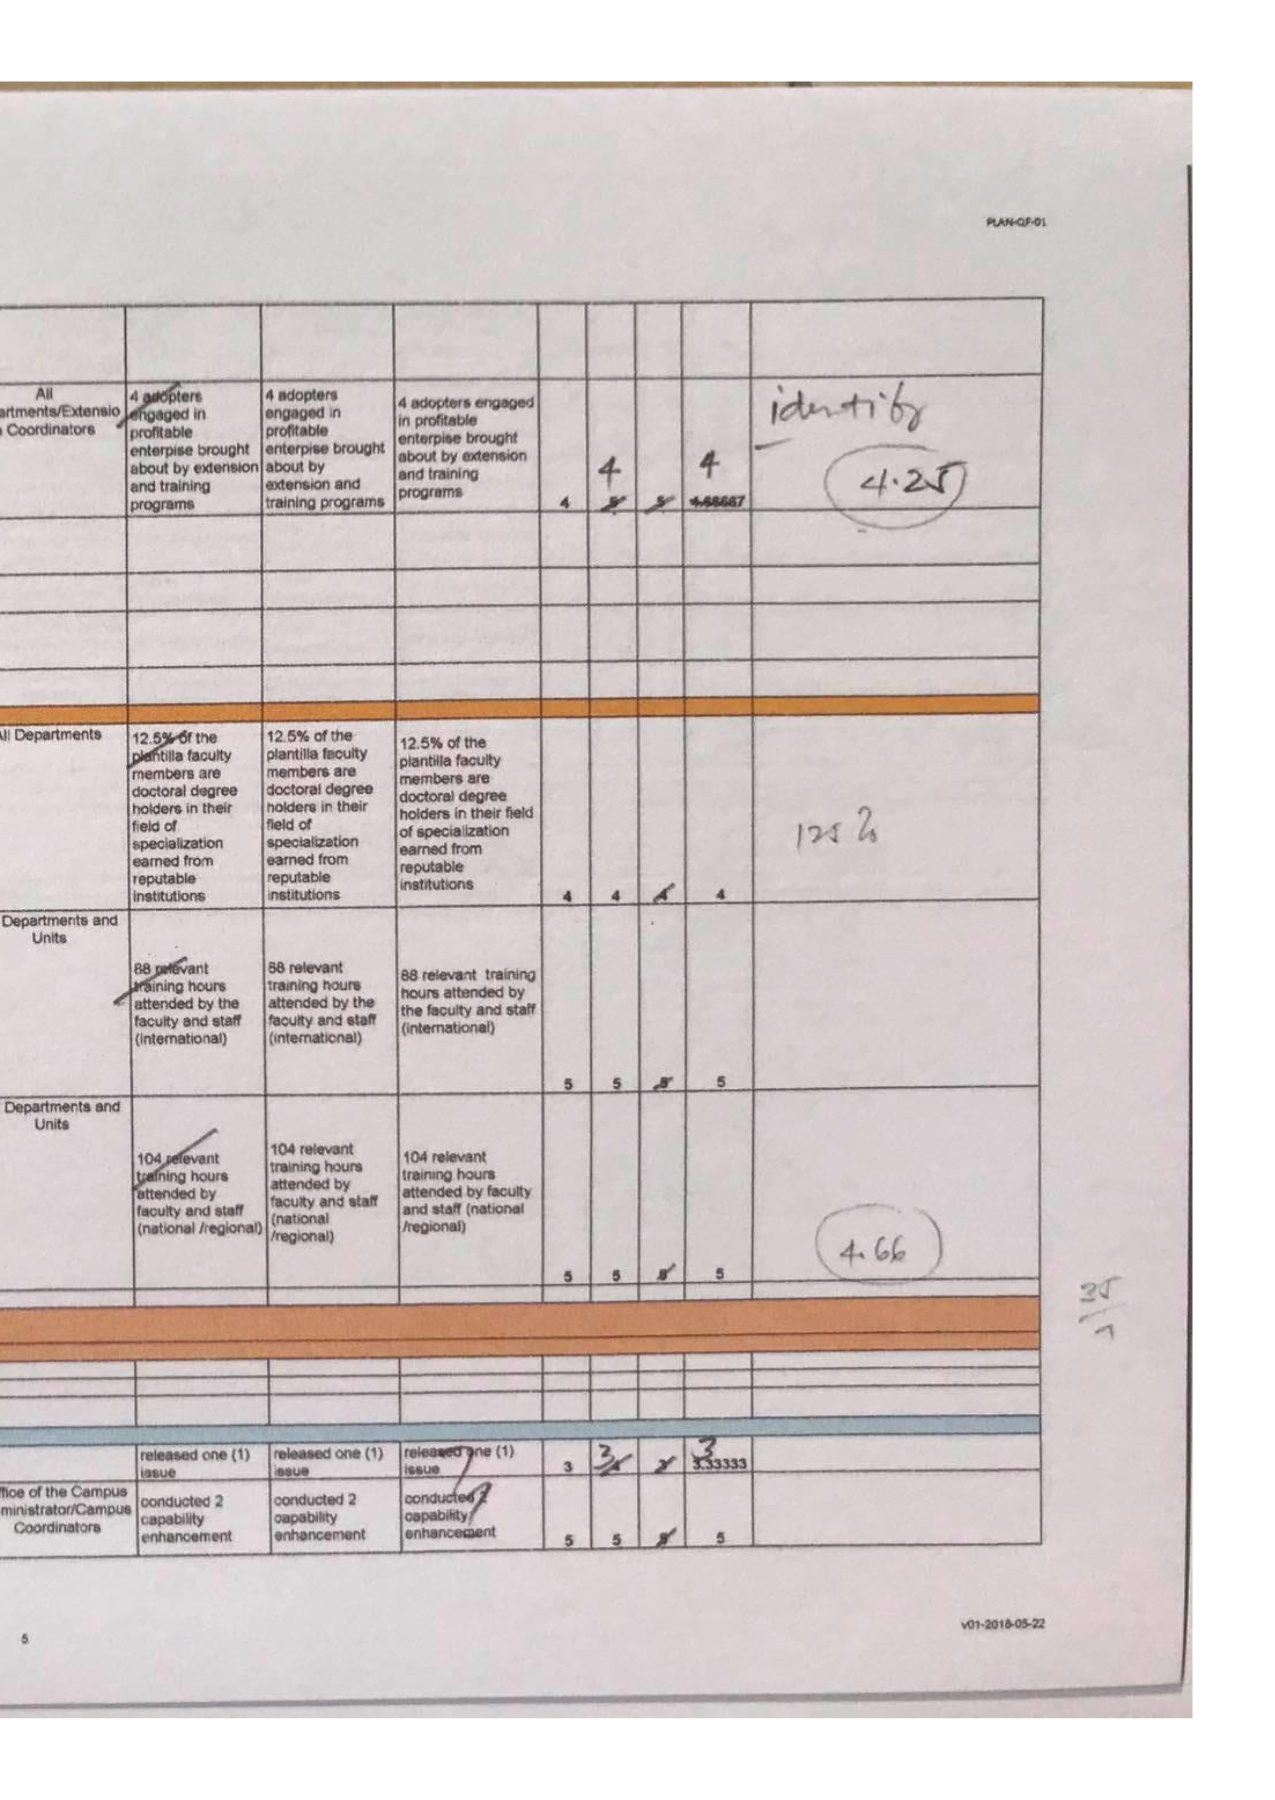 PLAN-QF-01
All
artments/Extensio
n Coordinators
4 adopters
engaged in
profitable
enterpise brought
about by extension
and training
programs
4 adopters
engaged in
profitable
enterpise brought
about by
extension and
training programs
4 adopters engaged
in profitable
enterpise brought
about by extension
and training
programs
4
4
5
5
4
4.66667
identify
4.25
All Departments
12.5% of the
plantilla faculty
members are
doctoral degree
holders in their
field of
specialization
earned from
reputable
institutions
12.5% of the
plantilla faculty
members are
doctoral degree
holders in their
field of
specialization
earned from
reputable
institutions
12.5% of the
plantilla faculty
members are
doctoral degree
holders in their field
of specialization
earned from
reputable
institutions
4
4
4
4
Departments and
Units
88 relevant
training hours
attended by the
faculty and staff
(international)
88 relevant
training hours
attended by the
faculty and staff
(international)
88 relevant training
hours attended by
the faculty and staff
(international)
5
5
5
5
Departments and
Units
104 relevant
training hours
attended by
faculty and staff
(national /regional)
104 relevant
training hours
attended by
faculty and staff
(national
/regional)
104 relevant
training hours
attended by faculty
and staff (national
/regional)
5
5
5
5
4.66
35
released one (1)
issue
released one (1)
issue
released one (1)
issue
3
3
3
3.33333
ffice of the Campus
ministrator/Campus
Coordinators
conducted 2
capability
enhancement
conducted 2
capability
enhancement
conducted 2
capability
enhancement
5
5
5
5
5
v01-2018-05-22